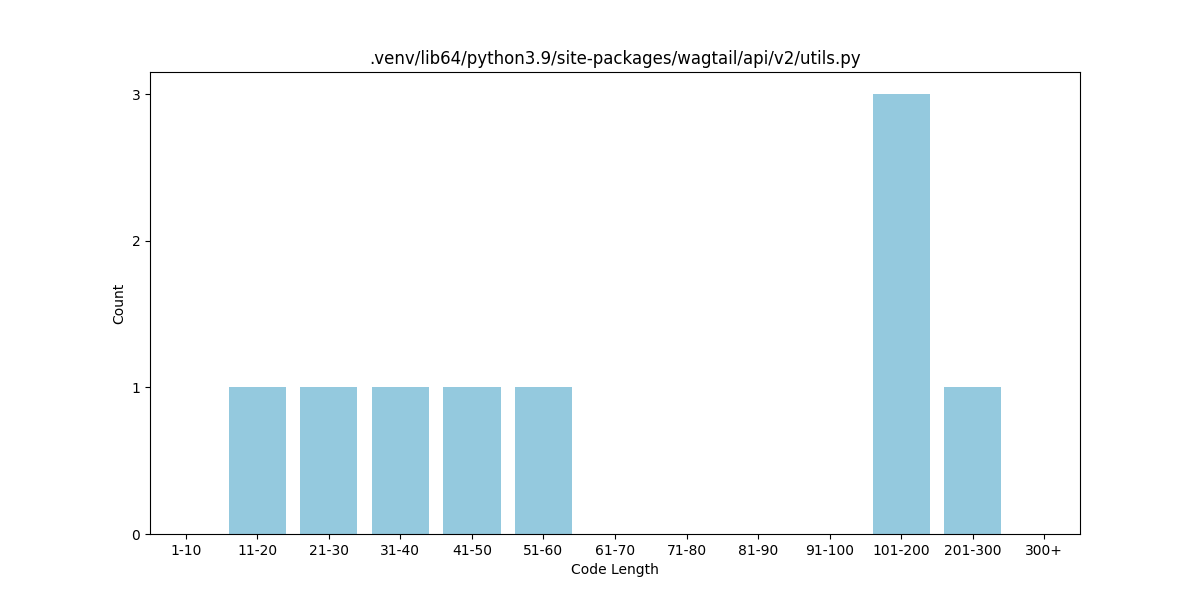 .venv/lib64/python3.9/site-packages/wagtail/api/v2/utils.py
3
2
1
0
Count
1-10 11-20 21-30 31-40 41-50 51-60 61-70 71-80 81-90 91-100 101-200 201-300 300+
Code Length